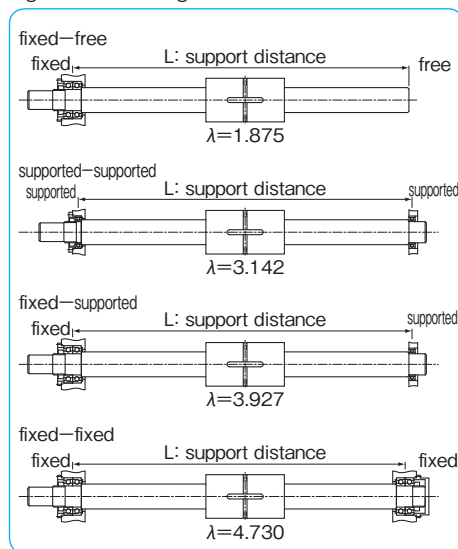 fixed−free
fixed L: support distance free
λ=1.875
supported−supported
supported L: support distance supported
λ=3.142
fixed−supported
fixed L: support distance supported
λ=3.927
fixed−fixed
fixed L: support distance fixed
λ=4.730